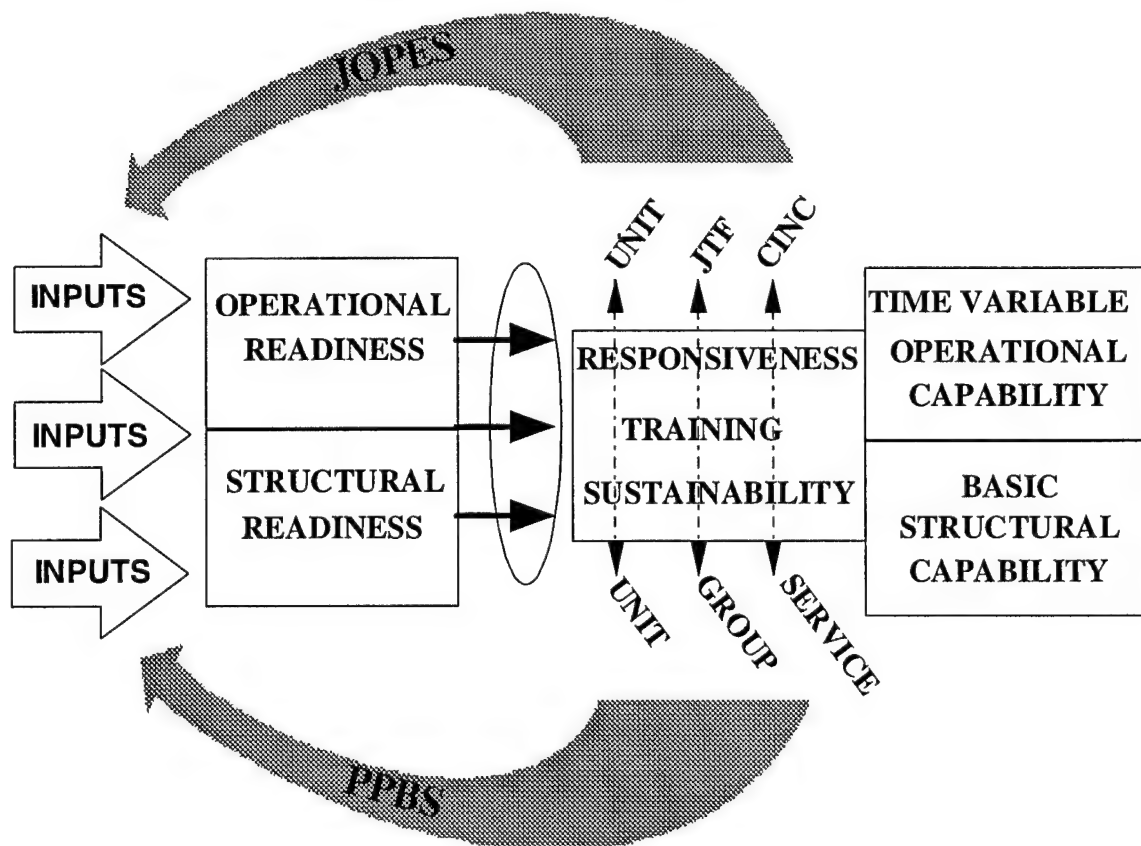 JOPES
UNIT
JTF
CINC
INPUTS
INPUTS
INPUTS
OPERATIONAL
READINESS
STRUCTURAL
READINESS
RESPONSIVENESS
TRAINING
SUSTAINABILITY
TIME VARIABLE
OPERATIONAL
CAPABILITY
BASIC
STRUCTURAL
CAPABILITY
UNIT
GROUP
SERVICE
PPBS